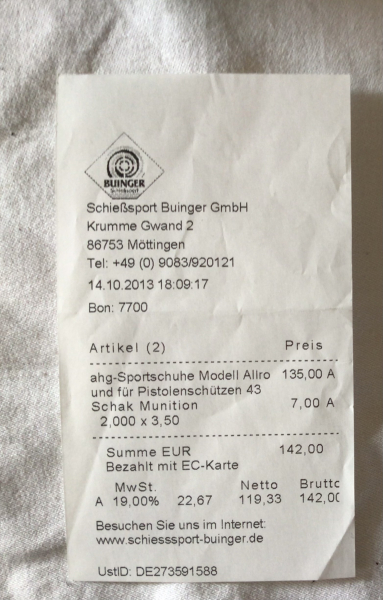 BUINGER
Schießsport Buinger GmbH
Krumme Gwand 2
86753 Möttingen
Tel: +49 (0) 9083/920121
14.10.2013 18:09:17
Bon: 7700
Artikel (2) Preis
ahg-Sportschuhe Modell Allro 135,00 A
und für Pistolenschützen 43
Schak Munition 7,00 A
2,000 x 3,50
Summe EUR 142,00
Bezahlt mit EC-Karte
MwSt. Netto Brutto
A 19,00% 22,67 119,33 142,00
Besuchen Sie uns im Internet:
www.schiesssport-buinger.de
UstID: DE273591588